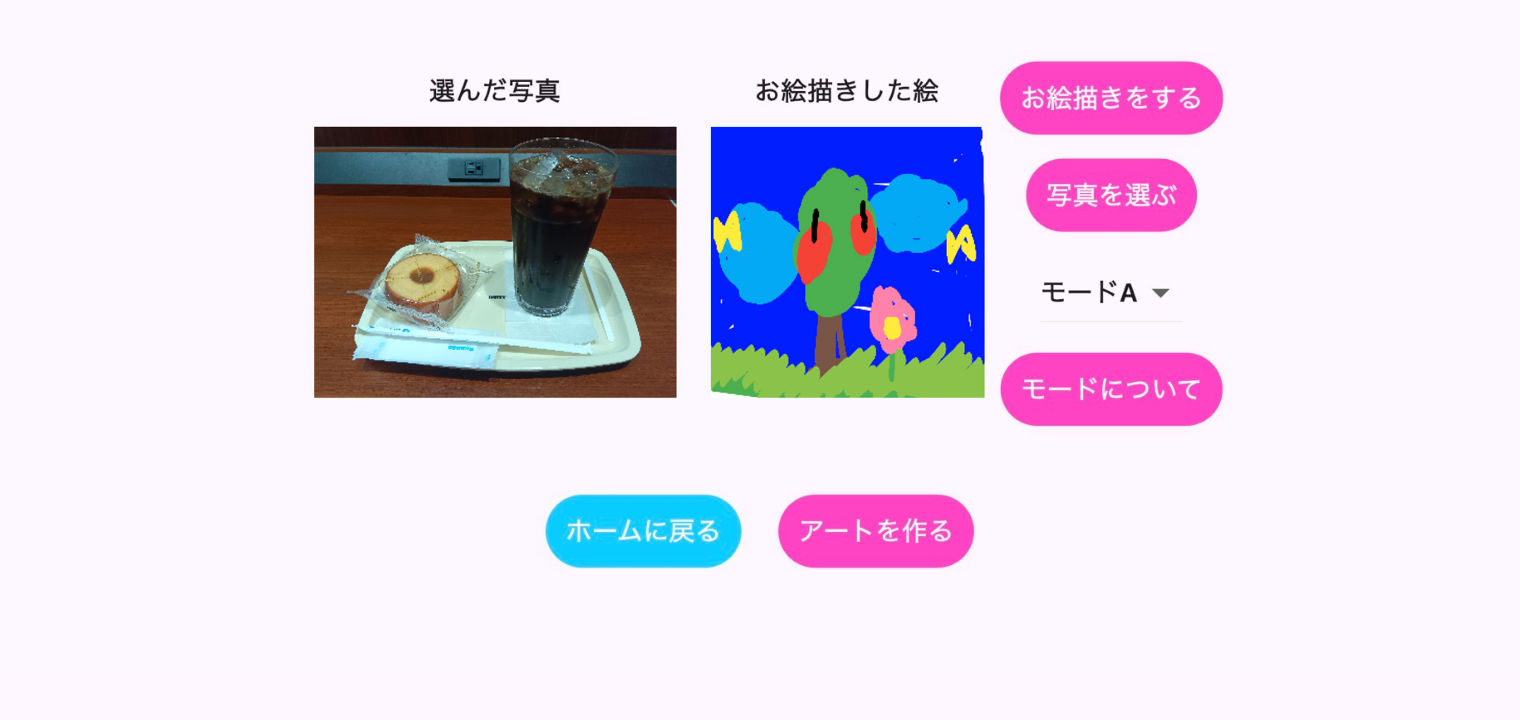 選んだ写真
お絵描きした絵
お絵描きをする
写真を選ぶ
モードA
モードについて
ホームに戻る
アートを作る